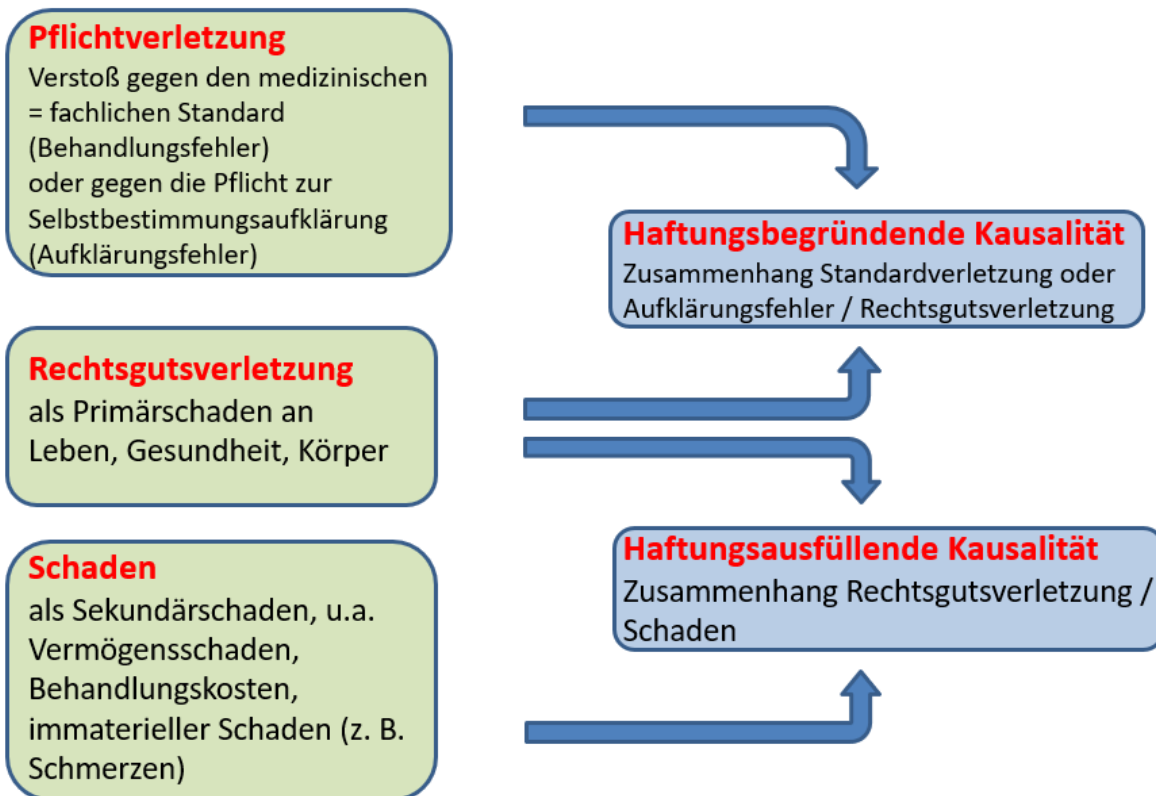 Pflichtverletzung
Verstoß gegen den medizinischen
= fachlichen Standard
(Behandlungsfehler)
oder gegen die Pflicht zur
Selbstbestimmungsaufklärung
(Aufklärungsfehler)
Haftungsbegründende Kausalität
Zusammenhang Standardverletzung oder
Aufklärungsfehler / Rechtsgutsverletzung
Rechtsgutsverletzung
als Primärschaden an
Leben, Gesundheit, Körper
Haftungsausfüllende Kausalität
Zusammenhang Rechtsgutsverletzung /
Schaden
Schaden
als Sekundärschaden, u.a.
Vermögensschaden,
Behandlungskosten,
immaterieller Schaden (z. B.
Schmerzen)